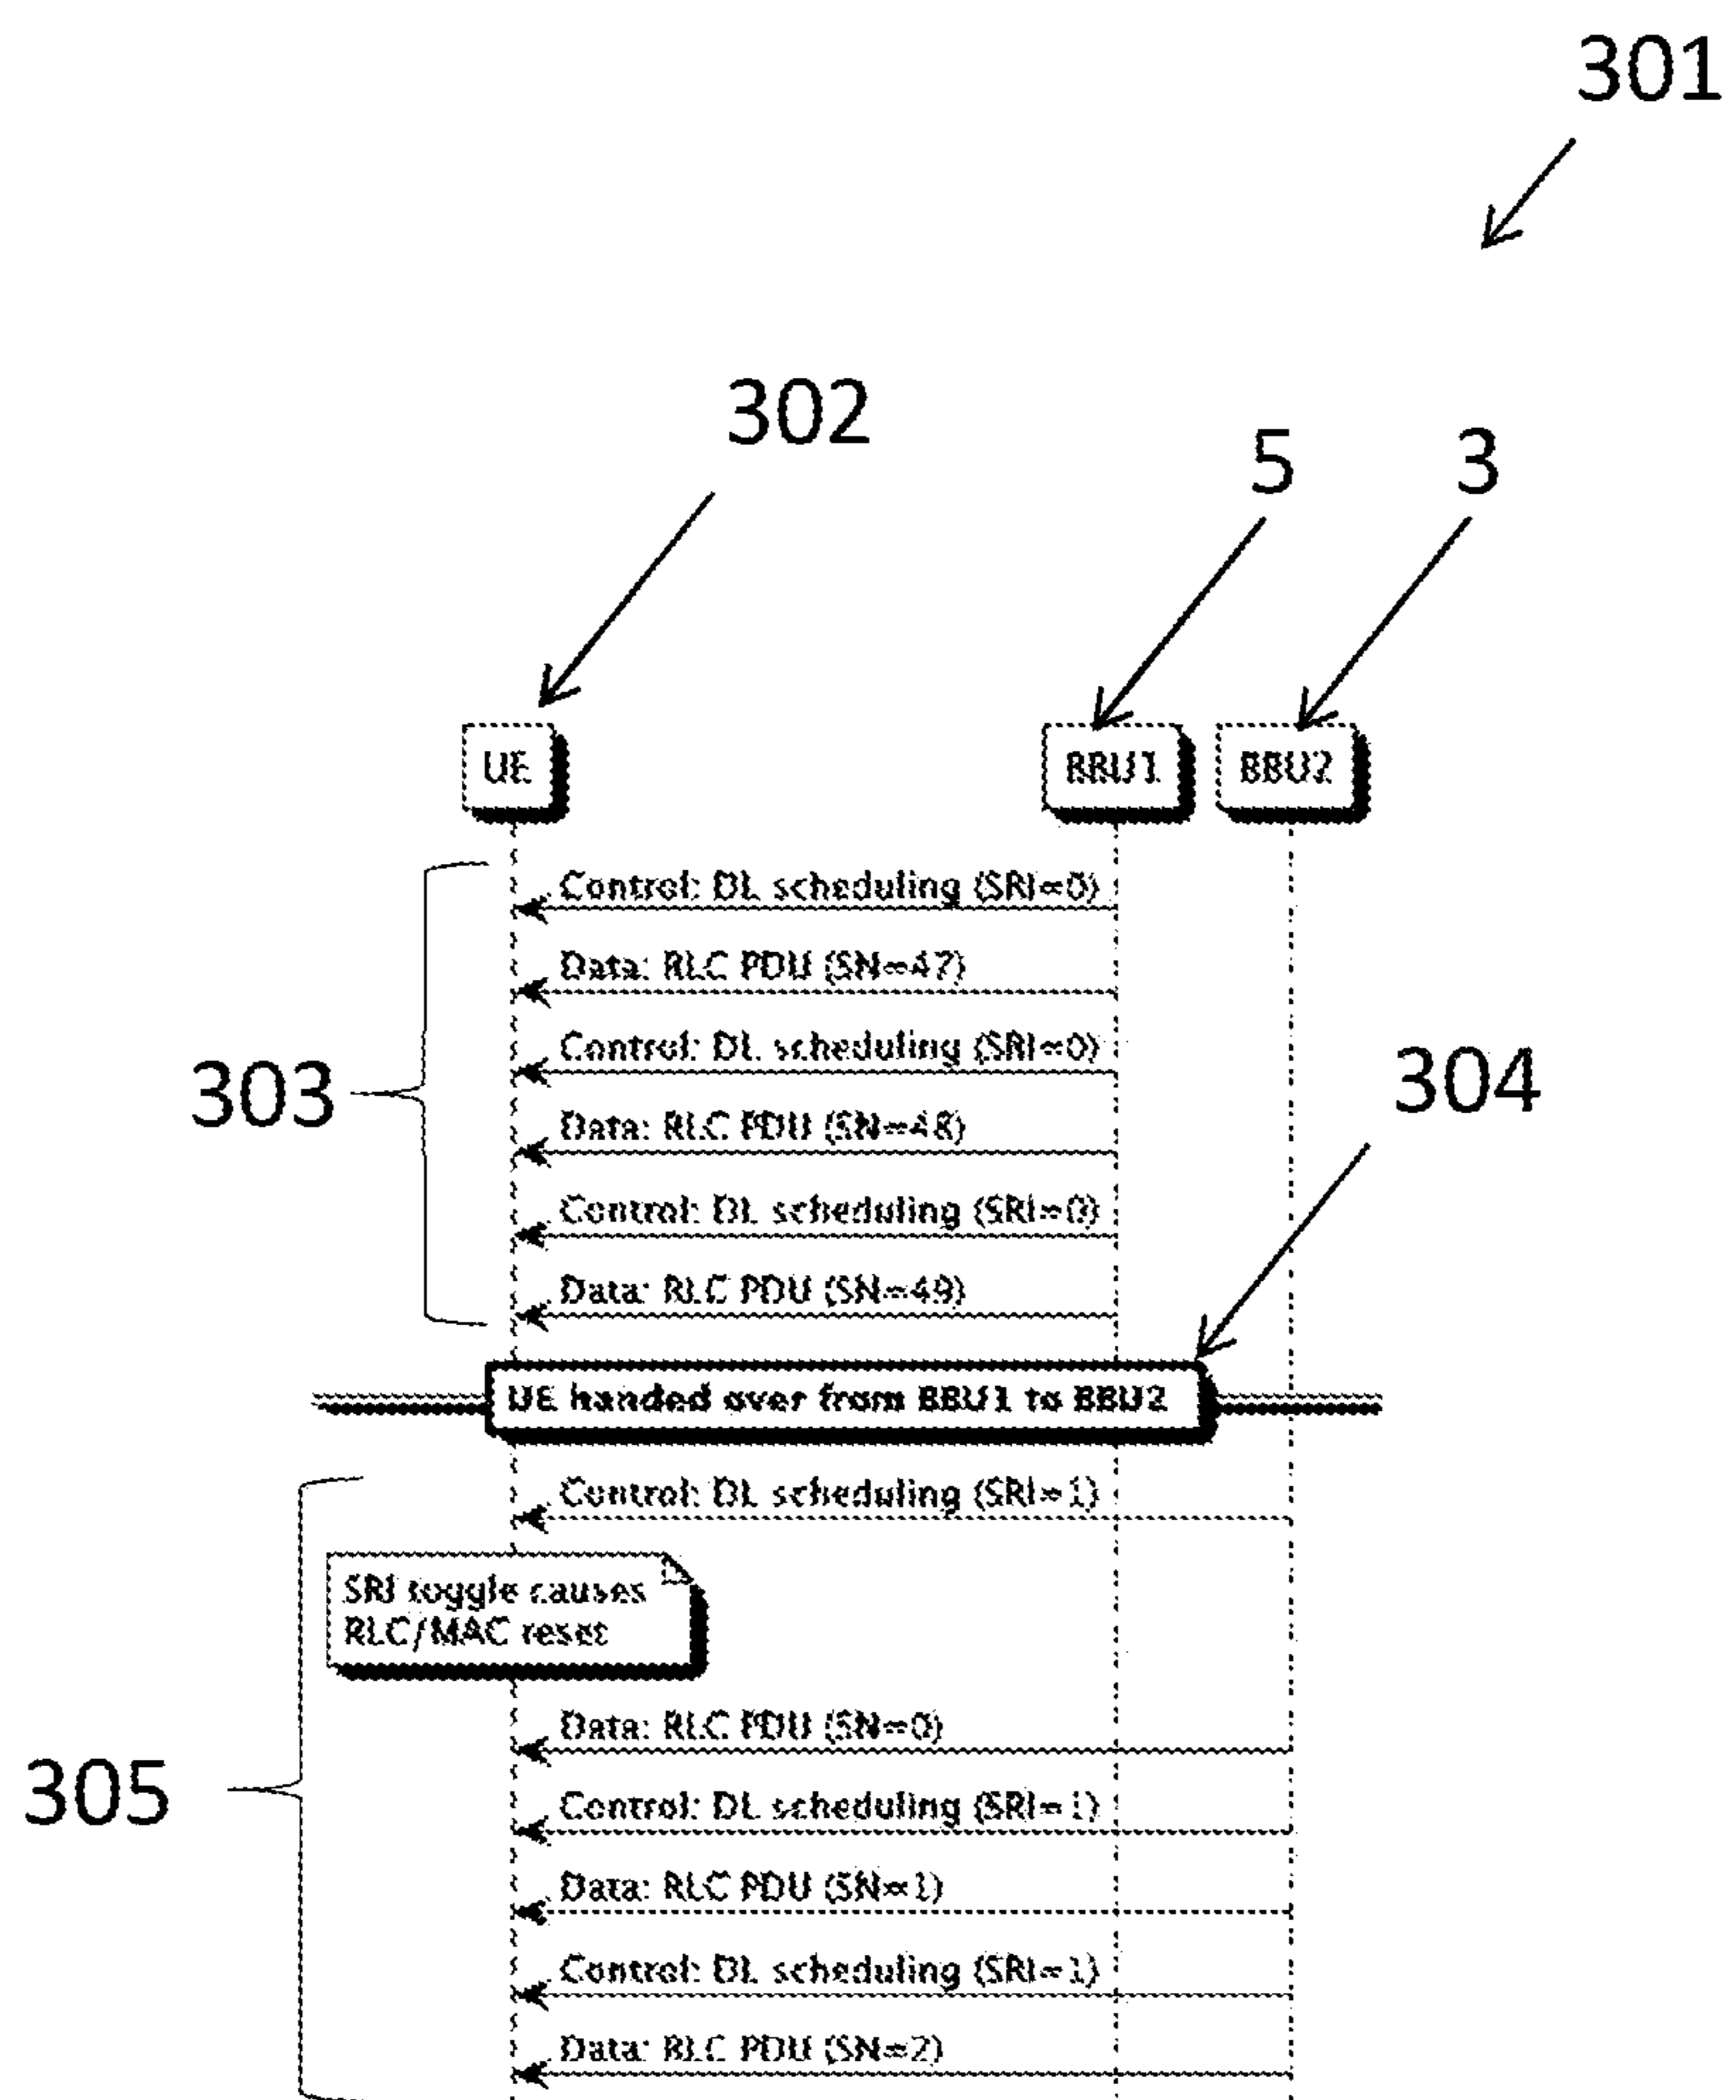 301
302
5
3
UE
BBU1
BBU2
Control: DL scheduling (SRI=0)
Data: RLC PDU (SN=47)
Control: DL scheduling (SRI=0)
303
304
Data: RLC PDU (SN=48)
Control: DL scheduling (SRI=0)
Data: RLC PDU (SN=49)
UE handed over from BBU1 to BBU2
Control: DL scheduling (SRI=1)
SRI toggle causes
RLC/MAC reset
Data: RLC PDU (SN=0)
305
Control: DL scheduling (SRI=1)
Data: RLC PDU (SN=1)
Control: DL scheduling (SRI=1)
Data: RLC PDU (SN=2)